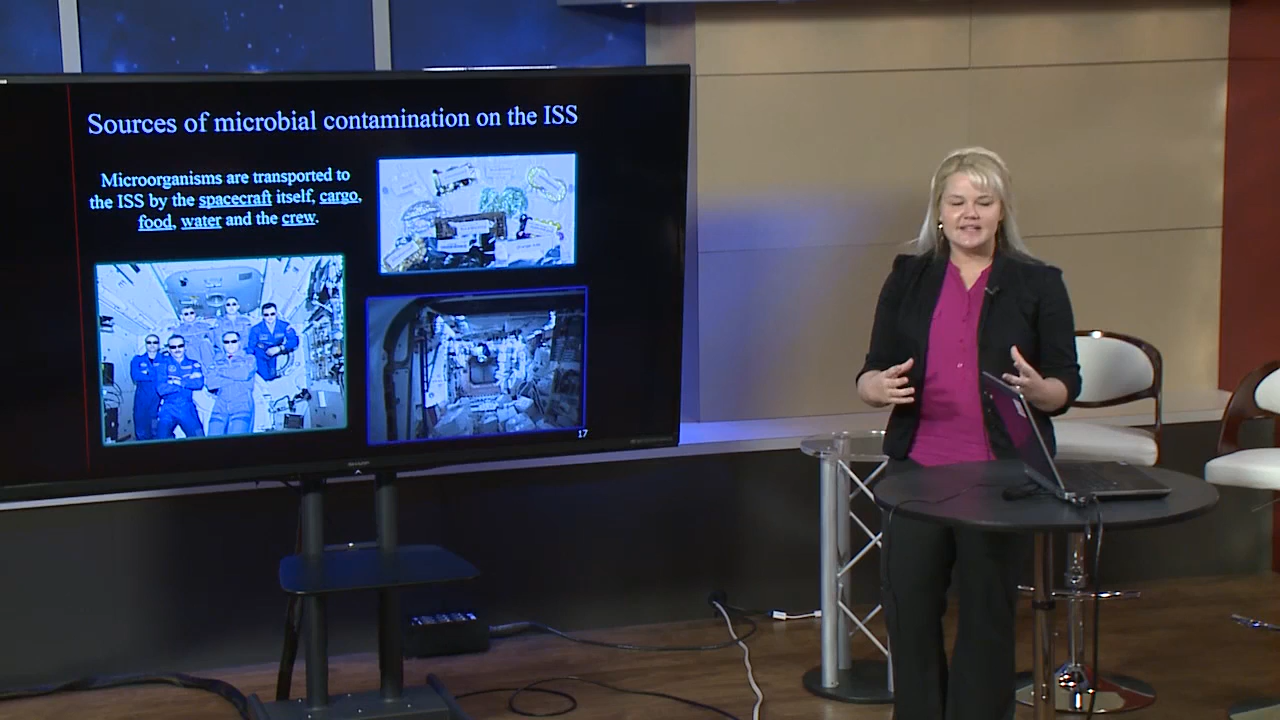 Sources of microbial contamination on the ISS
Microorganisms are transported to
the ISS by the spacecraft itself, cargo,
food, water and the crew.
17
SHARP